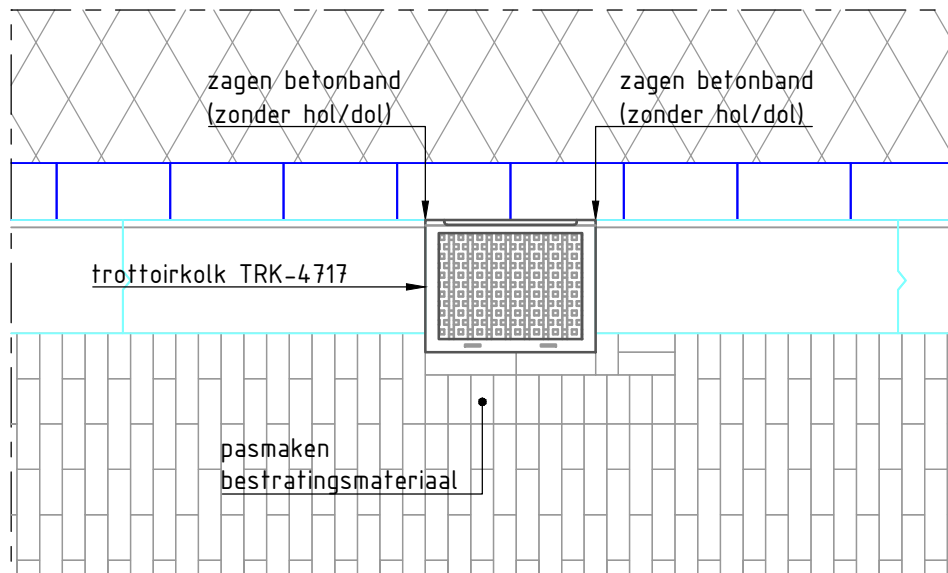 zagen betonband
(zonder hol/dol)
zagen betonband
(zonder hol/dol)
trottoirkolk TRK-4717
pasmaken
bestratingsmateriaal